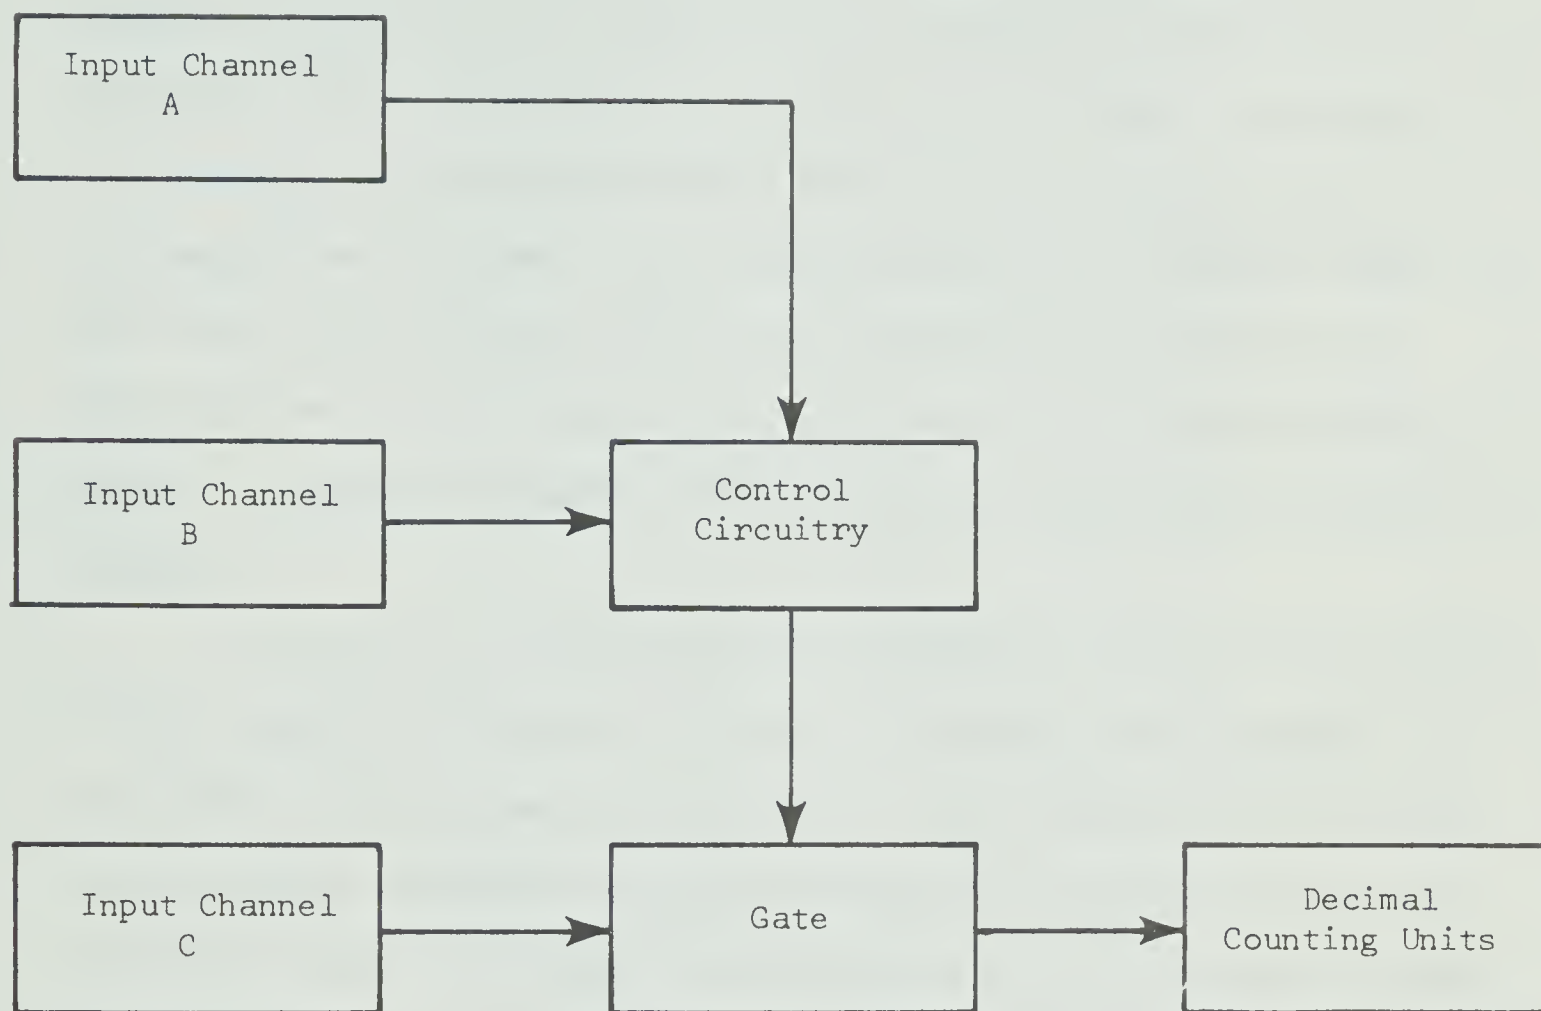 Input Channel
A
Input Channel
B
Control
Circuitry
Input Channel
C
Gate
Decimal
Counting Units